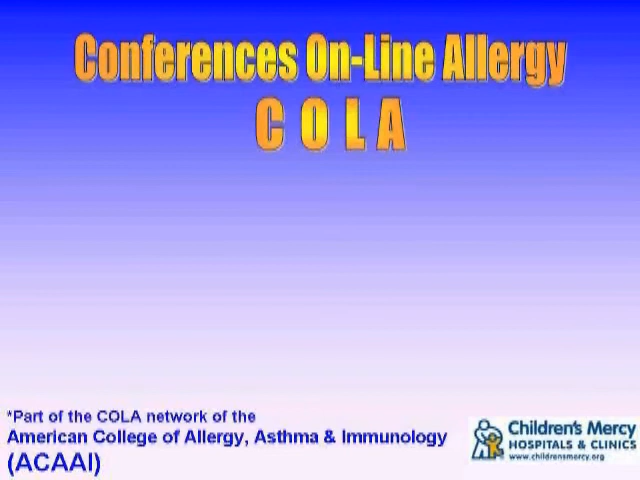 Conferences On-Line Allergy
C O L A
*Part of the COLA network of the
American College of Allergy, Asthma & Immunology
(ACAAI)
Children's Mercy
HOSPITALS & CLINICS
www.childrensmercy.org